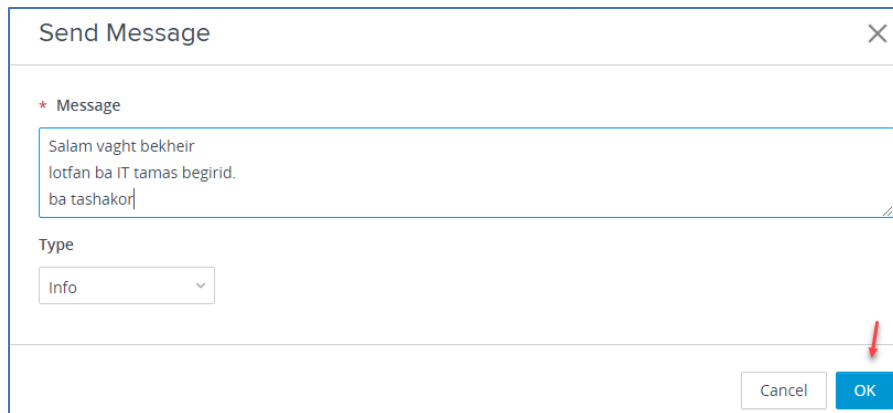 Send Message
* Message
Salam vaght bekheir
lotfan ba IT tamas begirid.
ba tashakor
Type
Info
Cancel OK